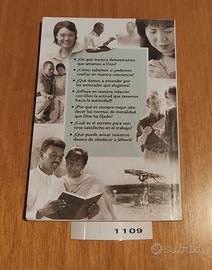 • ¿De qué manera demostramos
que amamos a Dios?
• ¿Cómo sabemos si podemos
confiar en nuestra conciencia?
• ¿Qué damos a entender por
las amistades que elegimos?
• ¿Influye en nuestra relación
con Dios la actitud que tenemos
hacia la autoridad?
• ¿Por qué es siempre mejor obe-
decer las normas de moralidad
que Dios ha fijado?
• ¿Cuál es el secreto para sen-
tirse satisfecho en el trabajo?
• ¿Qué puede avivar nuestros
deseos de obedecer a Jehová?
1109
subito